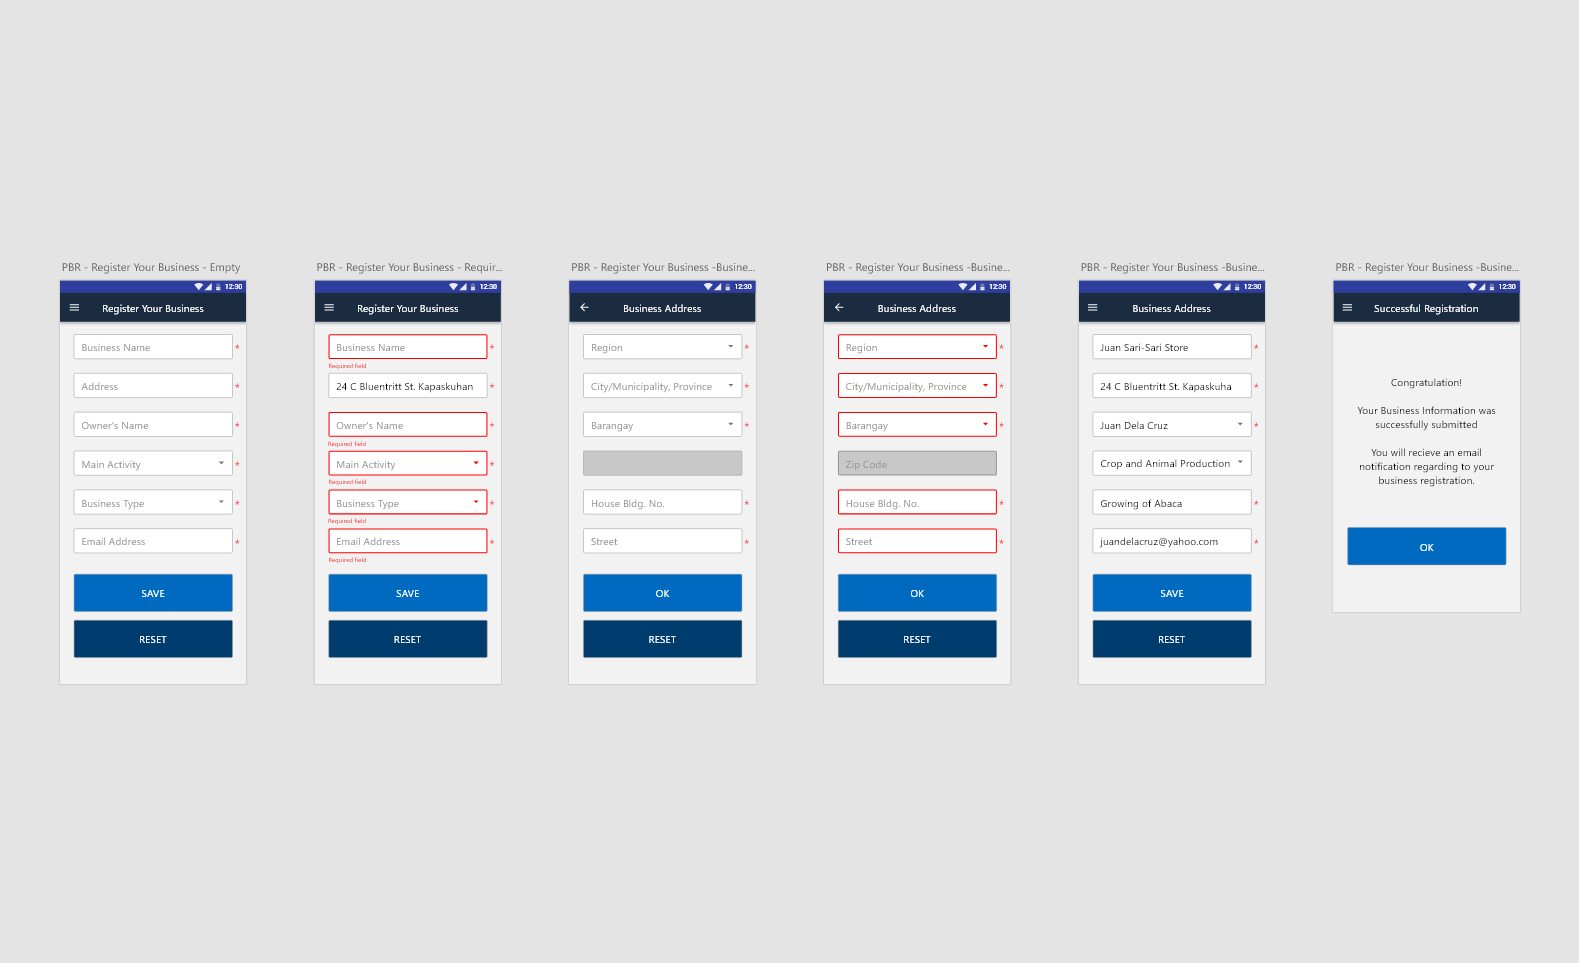 PBR - Register Your Business - Empty
12:30
Register Your Business
Business Name *
Address *
Owner's Name *
Main Activity *
Business Type *
Email Address *
SAVE
RESET
PBR - Register Your Business - Requir...
12:30
Register Your Business
Business Name *
Required field
24 C Bluentritt St. Kapaskuhan *
Owner's Name *
Required field
Main Activity *
Required field
Business Type *
Required field
Email Address *
Required field
SAVE
RESET
PBR - Register Your Business -Busine...
12:30
Business Address
Region *
City/Municipality, Province *
Barangay *
House Bldg. No. *
Street *
OK
RESET
PBR - Register Your Business -Busine...
12:30
Business Address
Region *
City/Municipality, Province *
Barangay *
Zip Code
House Bldg. No. *
Street *
OK
RESET
PBR - Register Your Business -Busine...
12:30
Business Address
Juan Sari-Sari Store *
24 C Bluentritt St. Kapaskuha *
Juan Dela Cruz *
Crop and Animal Production *
Growing of Abaca *
juandelacruz@yahoo.com *
SAVE
RESET
PBR - Register Your Business -Busine...
12:30
Successful Registration
Congratulation!
Your Business Information was
successfully submitted
You will recieve an email
notification regarding to your
business registration.
OK